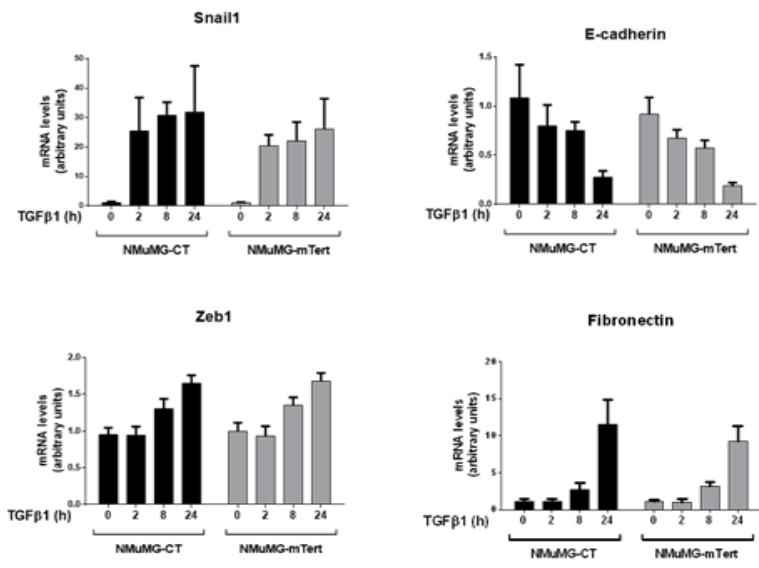 Snail1
mRNA levels
(arbitrary units)
50
40
30
20
10
0
TGFβ1 (h)
0 2 8 24 0 2 8 24
NMuMG-CT NMuMG-mTert
E-cadherin
mRNA levels
(arbitrary units)
1.5
1.0
0.5
0.0
TGFβ1 (h)
0 2 8 24 0 2 8 24
NMuMG-CT NMuMG-mTert
Zeb1
mRNA levels
(arbitrary units)
2.0
1.5
1.0
0.5
0.0
TGFβ1 (h)
0 2 8 24 0 2 8 24
NMuMG-CT NMuMG-mTert
Fibronectin
mRNA levels
(arbitrary units)
20
15
10
5
0
TGFβ1 (h)
0 2 8 24 0 2 8 24
NMuMG-CT NMuMG-mTert